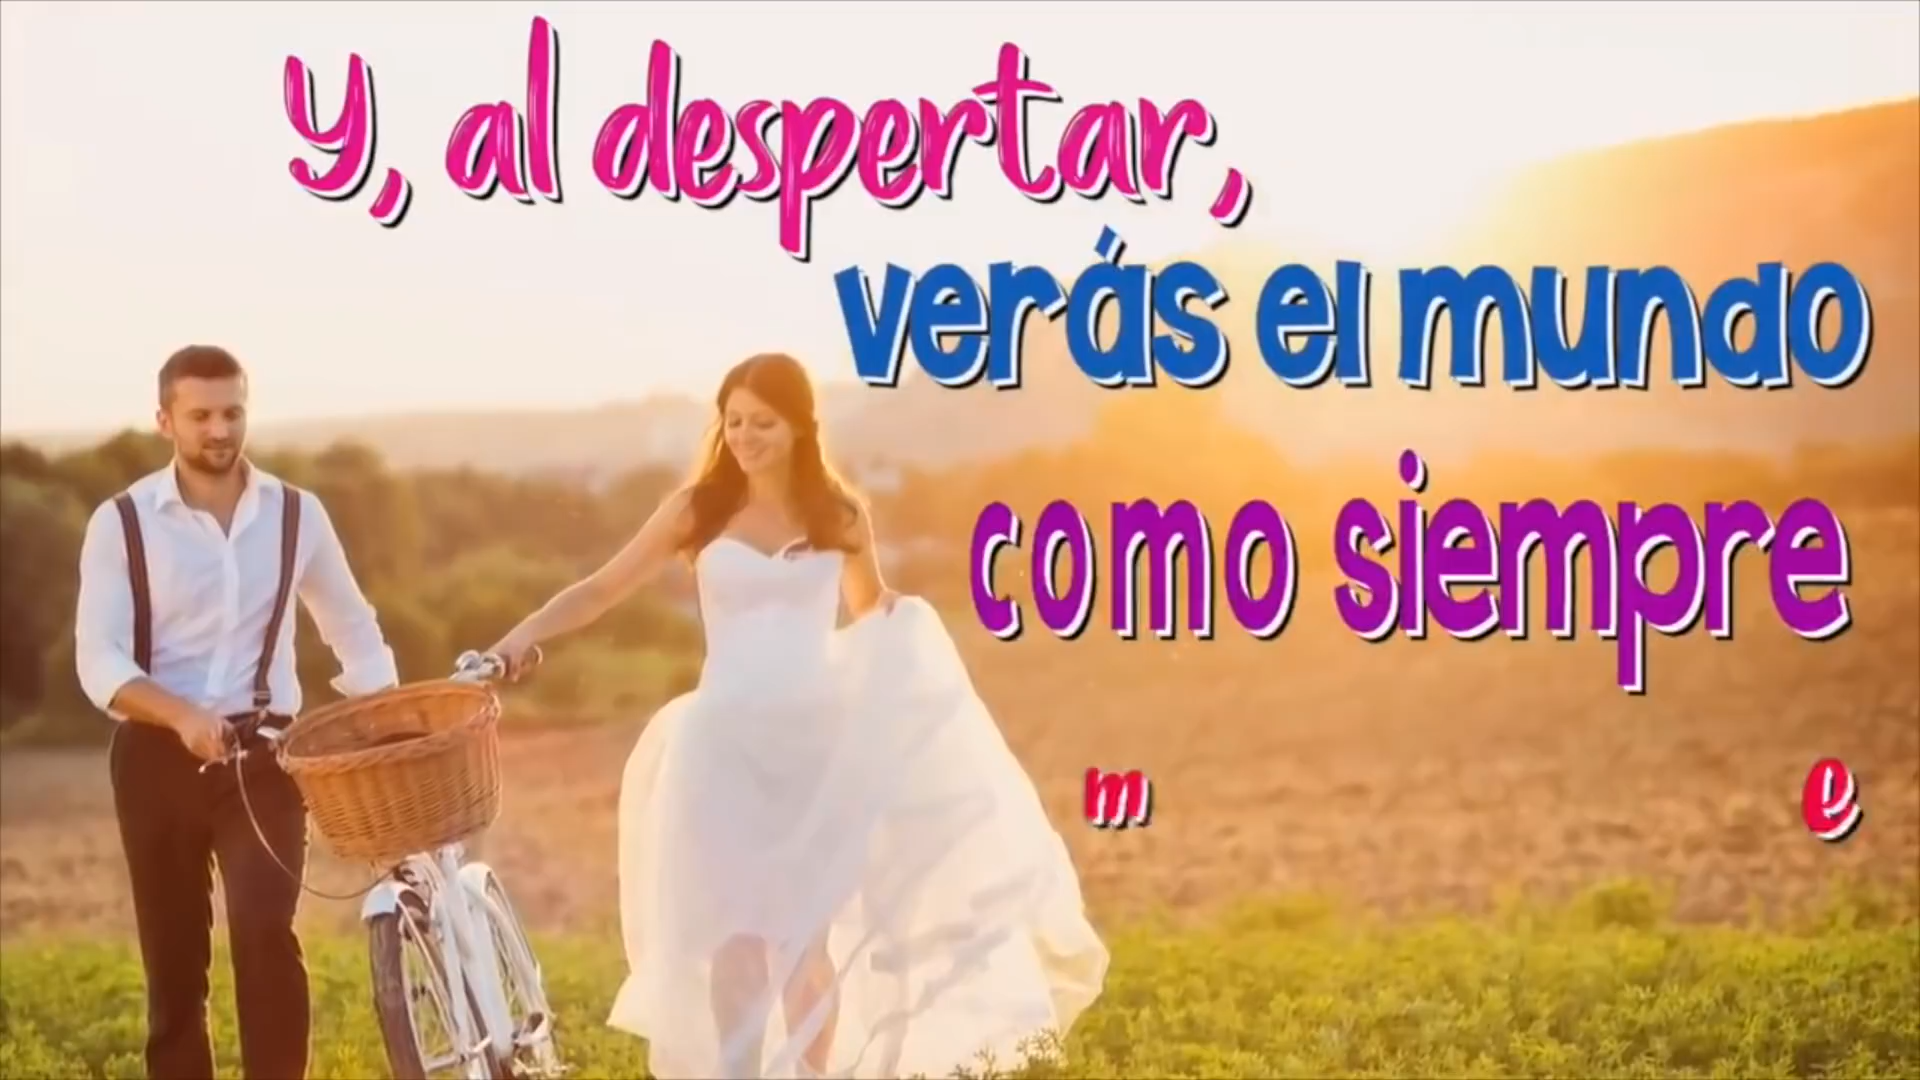 Y, al despertar,
verás el mundo
como siempre
m e